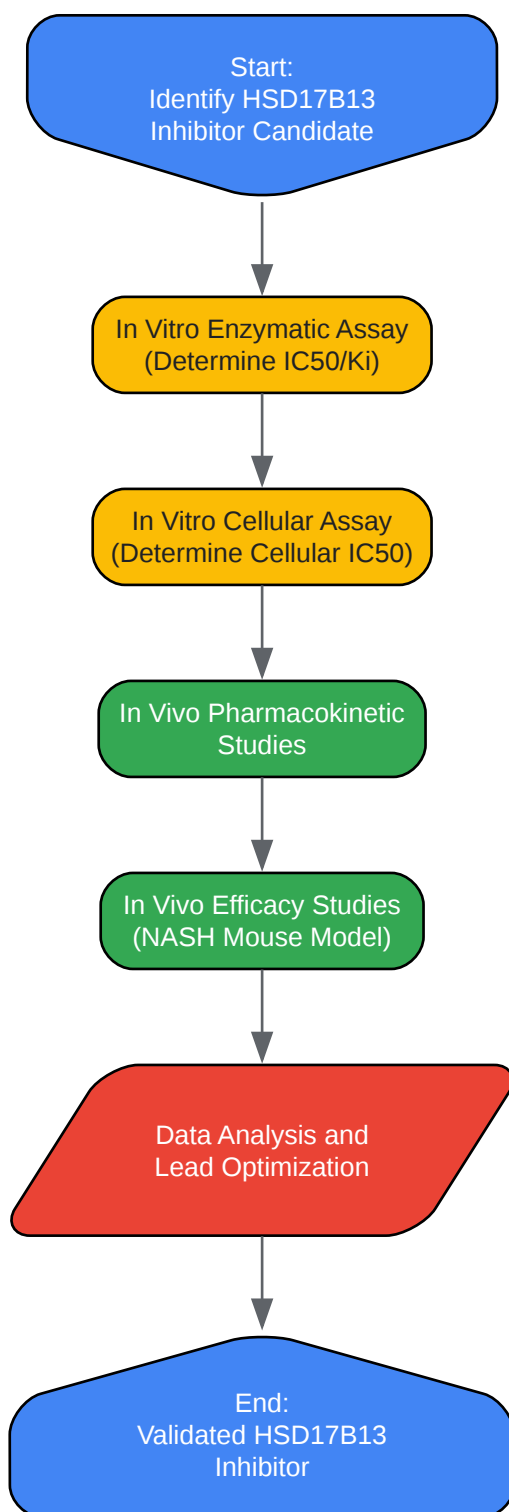 Start:
Identify HSD17B13
Inhibitor Candidate
In Vitro Enzymatic Assay
(Determine IC50/Ki)
In Vitro Cellular Assay
(Determine Cellular IC50)
In Vivo Pharmacokinetic
Studies
In Vivo Efficacy Studies
(NASH Mouse Model)
Data Analysis and
Lead Optimization
End:
Validated HSD17B13
Inhibitor